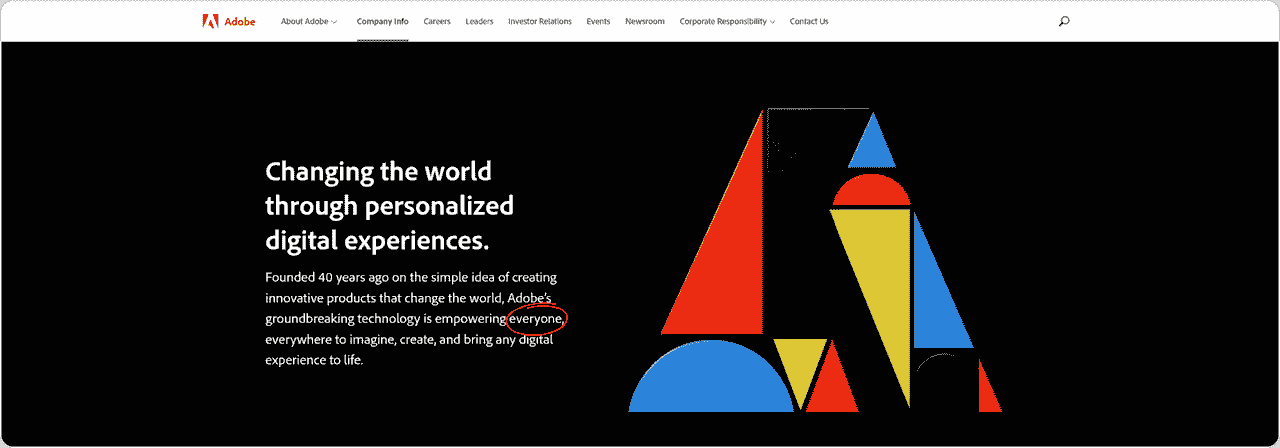 Adobe
About Adobe
Company Info
Careers
Leaders
Investor Relations
Events
Newsroom
Corporate Responsibility
Contact Us
Changing the world
through personalized
digital experiences.
Founded 40 years ago on the simple idea of creating
innovative products that change the world, Adobe's
groundbreaking technology is empowering everyone,
everywhere to imagine, create, and bring any digital
experience to life.